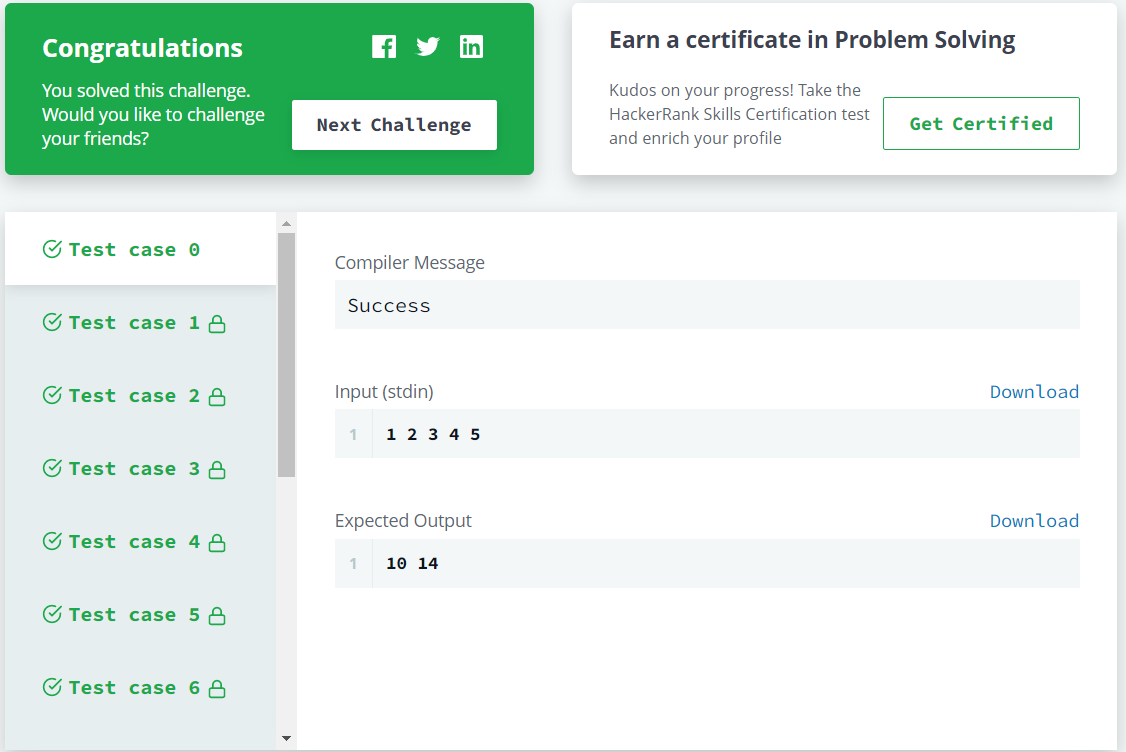 Congratulations
You solved this challenge.
Would you like to challenge
your friends?
Next Challenge
Earn a certificate in Problem Solving
Kudos on your progress! Take the
HackerRank Skills Certification test
and enrich your profile
Get Certified
Test case 0
Test case 1
Test case 2
Test case 3
Test case 4
Test case 5
Test case 6
Compiler Message
Success
Input (stdin)
Download
1 1 2 3 4 5
Expected Output
Download
1 10 14